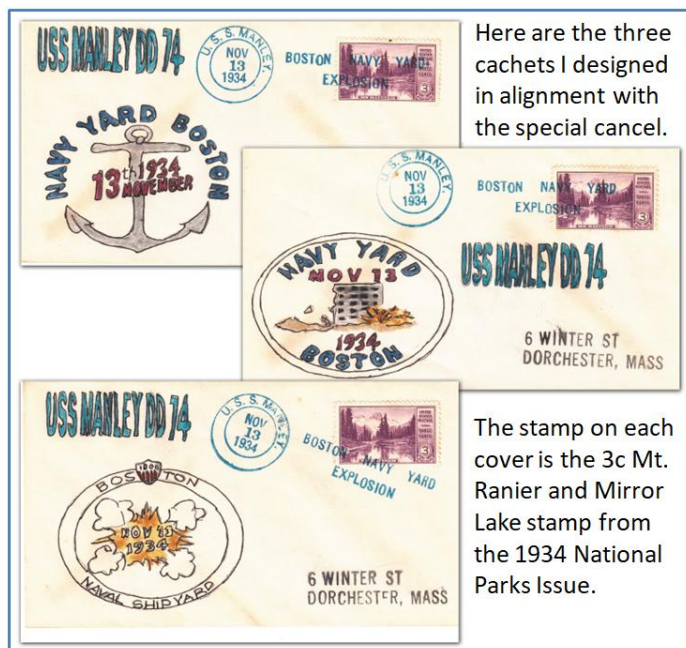 USS MANLEY DD 74
U. S. S. MANLEY.
NOV
13
1934
BOSTON NAVY YARD
EXPLOSION
3
NAVY YARD BOSTON
13th 1934
NOVEMBER
Here are the three
cachets I designed
in alignment with
the special cancel.
U. S. S. MANLEY.
NOV
13
1934
BOSTON NAVY YARD
EXPLOSION
3
USS MANLEY DD 74
NAVY YARD
NOV 13
1934
BOSTON
6 WINTER ST
DORCHESTER, MASS
USS MANLEY DD 74
U. S. S. MANLEY.
NOV
13
1934
BOSTON NAVY YARD
EXPLOSION
3
BOSTON
NOV 13
1934
NAVAL SHIPYARD
6 WINTER ST
DORCHESTER, MASS
The stamp on each
cover is the 3c Mt.
Ranier and Mirror
Lake stamp from
the 1934 National
Parks Issue.